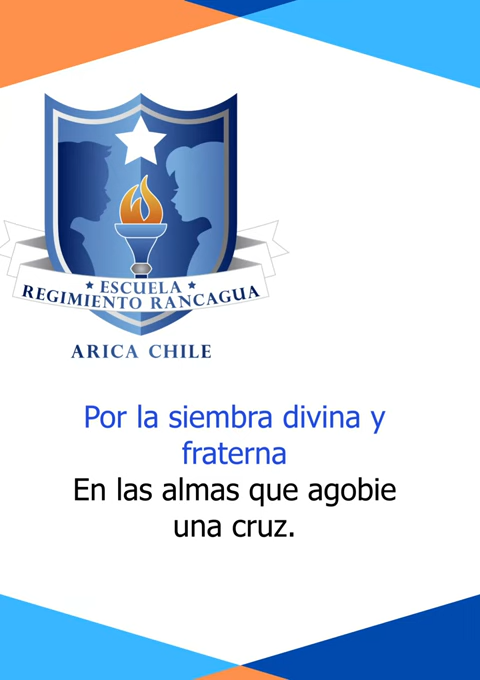 ESCUELA
REGIMIENTO RANCAGUA
ARICA CHILE
Por la siembra divina y
fraterna
En las almas que agobie
una cruz.